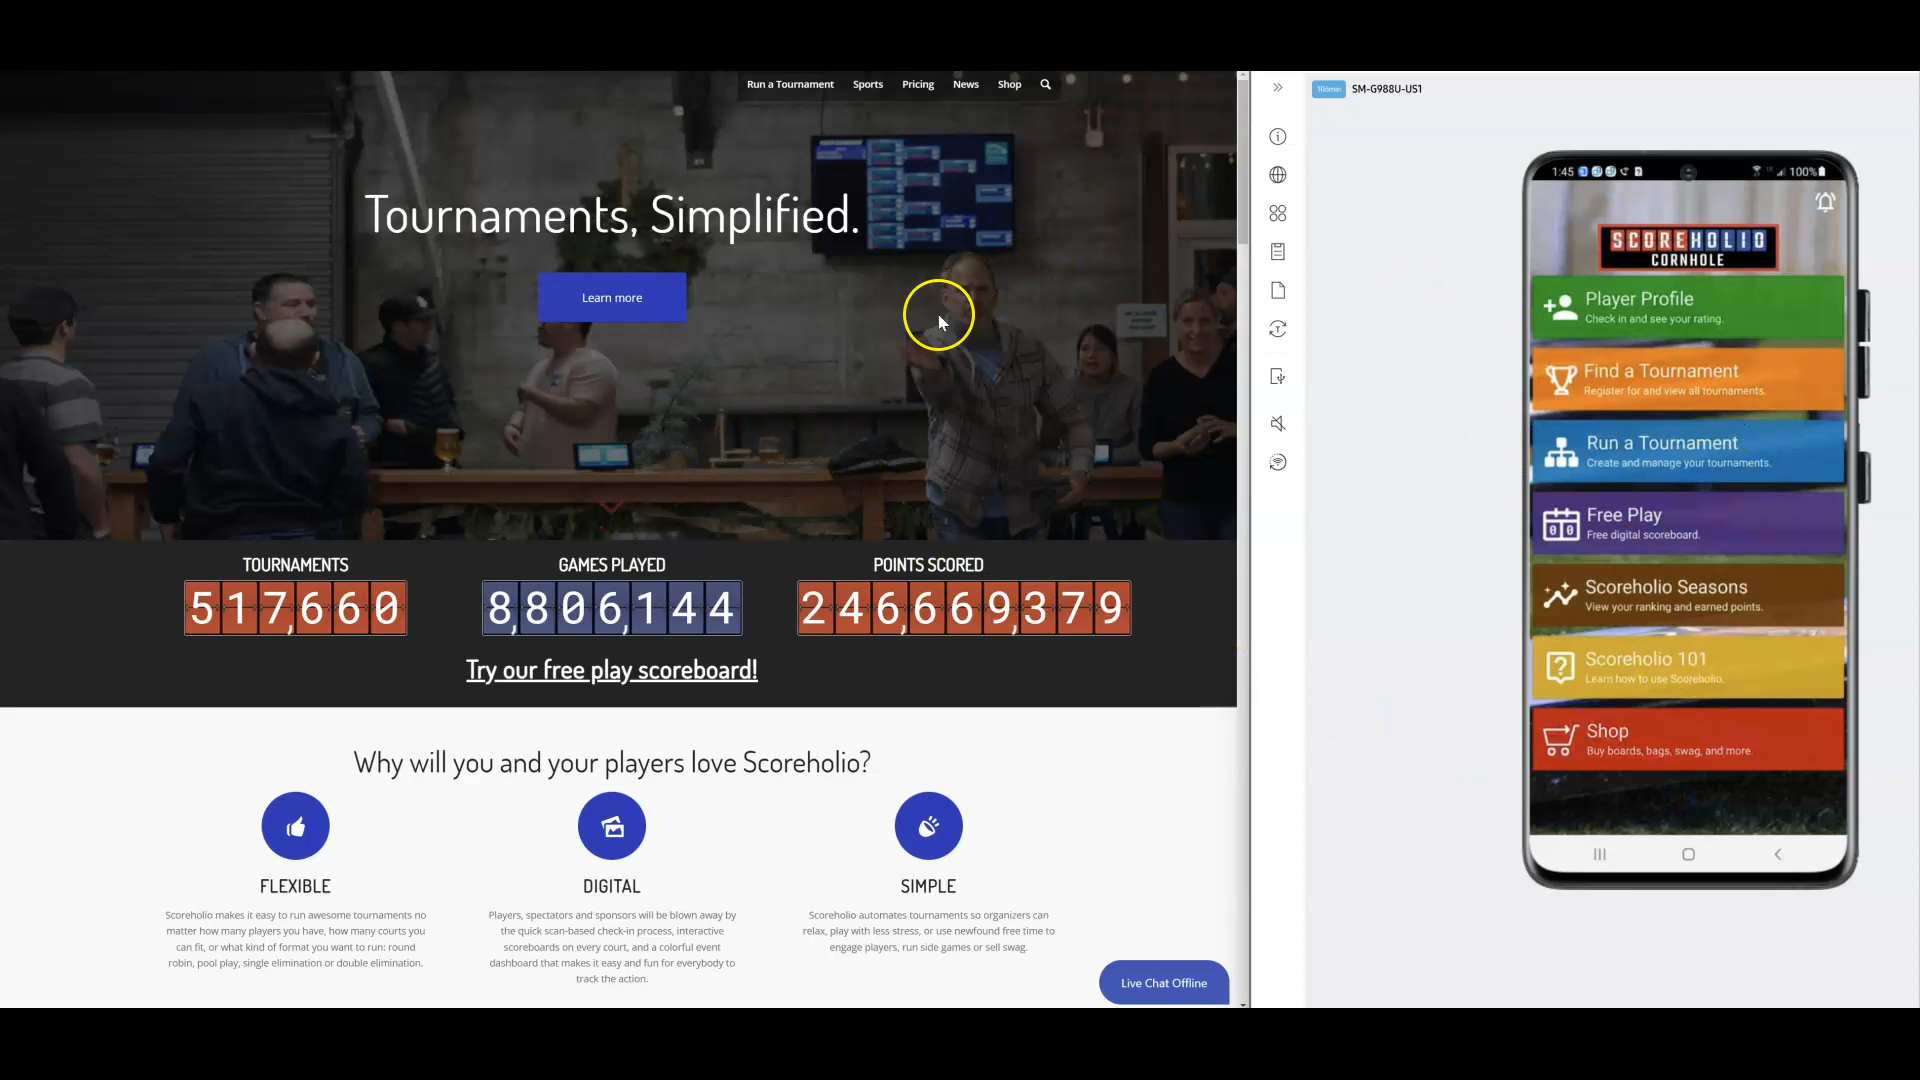 Run a Tournament
Sports
Pricing
News
Shop
Tournaments, Simplified.
Learn more
TOURNAMENTS
517,660
GAMES PLAYED
8,806,144
POINTS SCORED
246,669,379
Try our free play scoreboard!
Why will you and your players love Scoreholio?
FLEXIBLE
Scoreholio makes it easy to run awesome tournaments no
matter how many players you have, how many courts you
can fit, or what kind of format you want to run: round
robin, pool play, single elimination or double elimination.
DIGITAL
Players, spectators and sponsors will be blown away by
the quick scan-based check-in process, interactive
scoreboards on every court, and a colorful event
dashboard that makes it easy and fun for everybody to
track the action.
SIMPLE
Scoreholio automates tournaments so organizers can
relax, play with less stress, or use newfound free time to
engage players, run side games or sell swag.
Live Chat Offline
106min
SM-G988U-US1
1:45
100%
SCOREHOLIO
CORNHOLE
Player Profile
Check in and see your rating.
Find a Tournament
Register for and view all tournaments.
Run a Tournament
Create and manage your tournaments.
Free Play
Free digital scoreboard.
Scoreholio Seasons
View your ranking and earned points.
Scoreholio 101
Learn how to use Scoreholio.
Shop
Buy boards, bags, swag, and more.